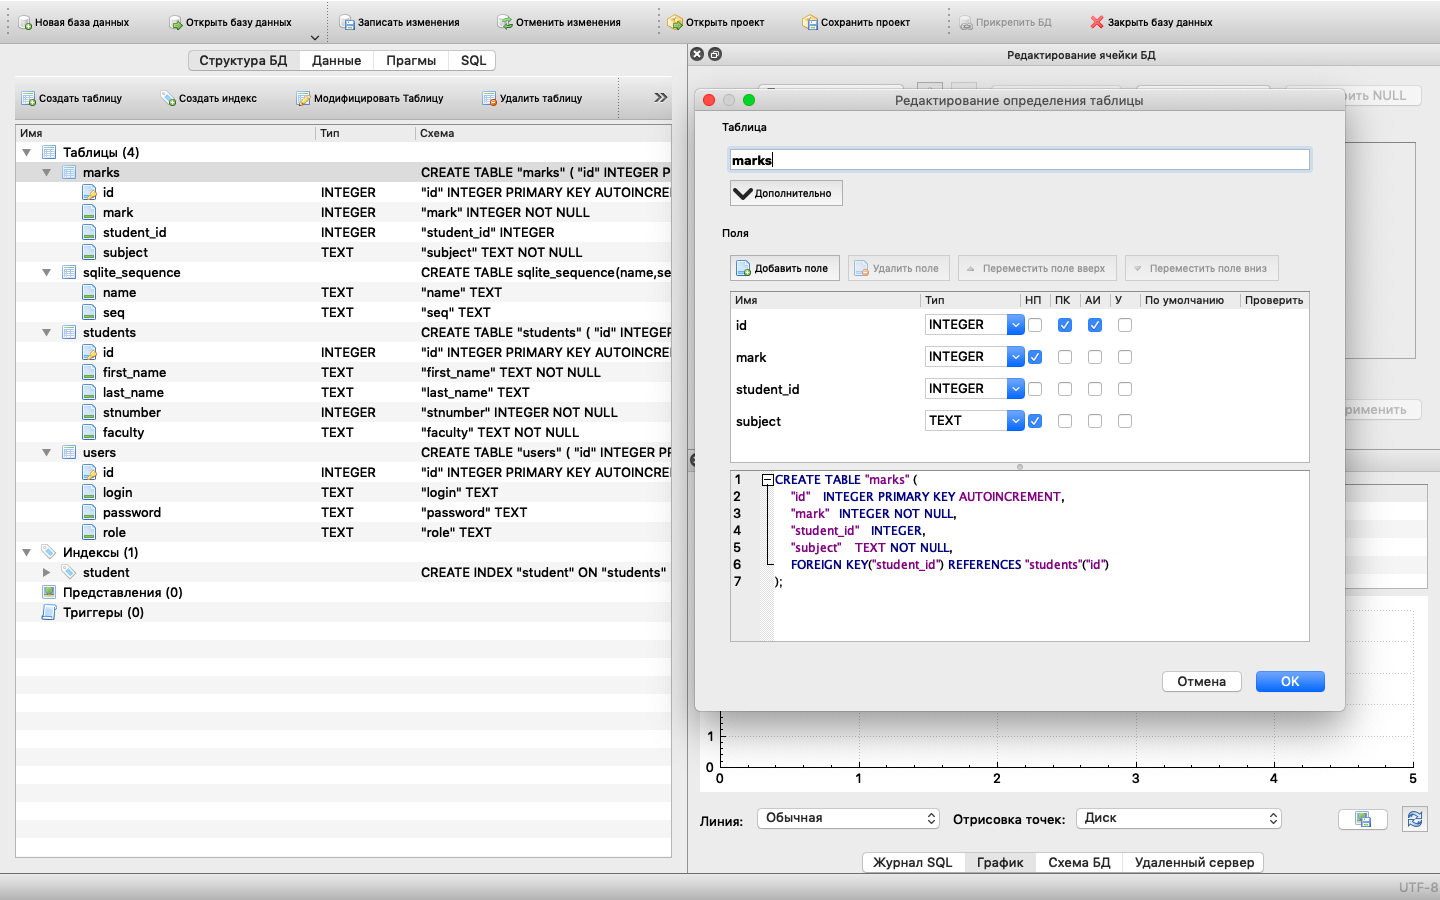 Новая база данных
Открыть базу данных
Записать изменения
Отменить изменения
Открыть проект
Сохранить проект
Прикрепить БД
Закрыть базу данных
Структура БД
Данные
Прагмы
SQL
Создать таблицу
Создать индекс
Модифицировать Таблицу
Удалить таблицу
»
Имя Тип Схема
Таблицы (4)
marks CREATE TABLE "marks" ( "id" INTEGER P
id INTEGER "id" INTEGER PRIMARY KEY AUTOINCRE
mark INTEGER "mark" INTEGER NOT NULL
student_id INTEGER "student_id" INTEGER
subject TEXT "subject" TEXT NOT NULL
sqlite_sequence CREATE TABLE sqlite_sequence(name,se
name TEXT "name" TEXT
seq TEXT "seq" TEXT
students CREATE TABLE "students" ( "id" INTEGER
id INTEGER "id" INTEGER PRIMARY KEY AUTOINCRE
first_name TEXT "first_name" TEXT NOT NULL
last_name TEXT "last_name" TEXT
stnumber INTEGER "stnumber" INTEGER NOT NULL
faculty TEXT "faculty" TEXT NOT NULL
users CREATE TABLE "users" ( "id" INTEGER P
id INTEGER "id" INTEGER PRIMARY KEY AUTOINCRE
login TEXT "login" TEXT
password TEXT "password" TEXT
role TEXT "role" TEXT
Индексы (1)
student CREATE INDEX "student" ON "students"
Представления (0)
Триггеры (0)
Редактирование ячейки БД
NULL
Редактирование определения таблицы
Таблица
marks
Дополнительно
Поля
Добавить поле
Удалить поле
Переместить поле вверх
Переместить поле вниз
Имя Тип НП ПК АИ У По умолчанию Проверить
id INTEGER
mark INTEGER
student_id INTEGER
subject TEXT
1 CREATE TABLE "marks" (
2 "id" INTEGER PRIMARY KEY AUTOINCREMENT,
3 "mark" INTEGER NOT NULL,
4 "student_id" INTEGER,
5 "subject" TEXT NOT NULL,
6 FOREIGN KEY("student_id") REFERENCES "students"("id")
7 );
Отмена
OK
рименить
1
0
0 1 2 3 4 5
Линия: Обычная Отрисовка точек: Диск
Журнал SQL
График
Схема БД
Удаленный сервер
UTF-8